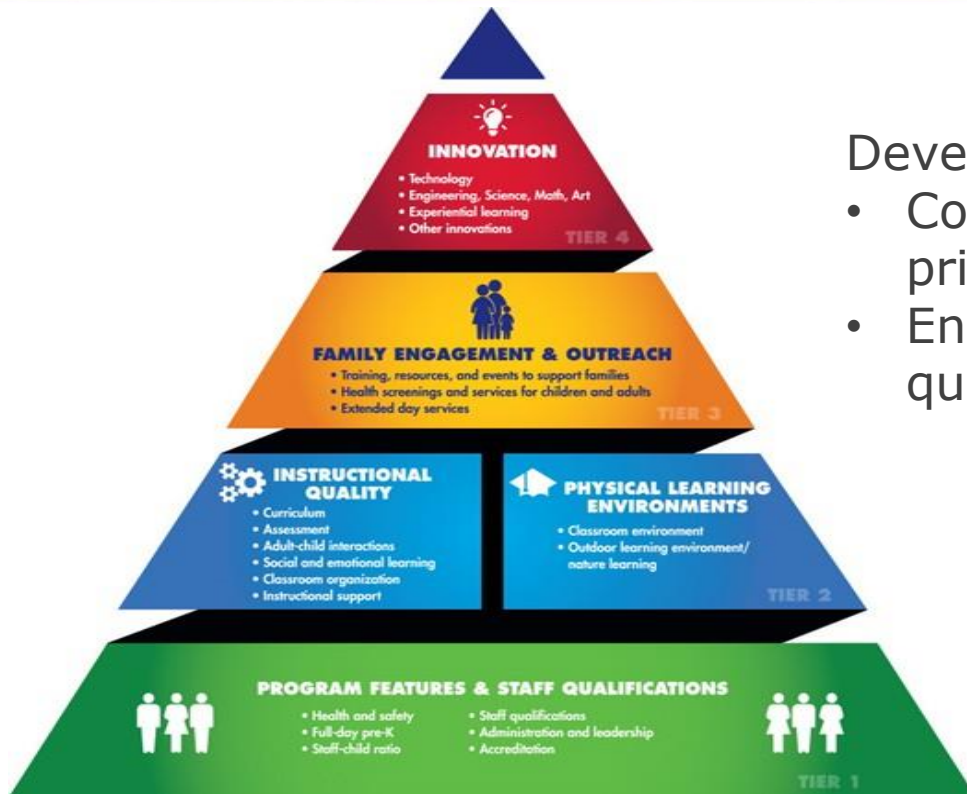 INNOVATION
• Technology
• Engineering, Science, Math, Art
• Experiential learning
• Other innovations
TIER 4
FAMILY ENGAGEMENT & OUTREACH
• Training, resources, and events to support families
• Health screenings and services for children and adults
• Extended day services
TIER 3
INSTRUCTIONAL
QUALITY
• Curriculum
• Assessment
• Adult-child interactions
• Social and emotional learning
• Classroom organization
• Instructional support
PHYSICAL LEARNING
ENVIRONMENTS
• Classroom environment
• Outdoor learning environment/
nature learning
TIER 2
PROGRAM FEATURES & STAFF QUALIFICATIONS
• Health and safety
• Full-day pre-K
• Staff-child ratio
• Staff qualifications
• Administration and leadership
• Accreditation
TIER 1
Deve
• Co
pri
• En
qu